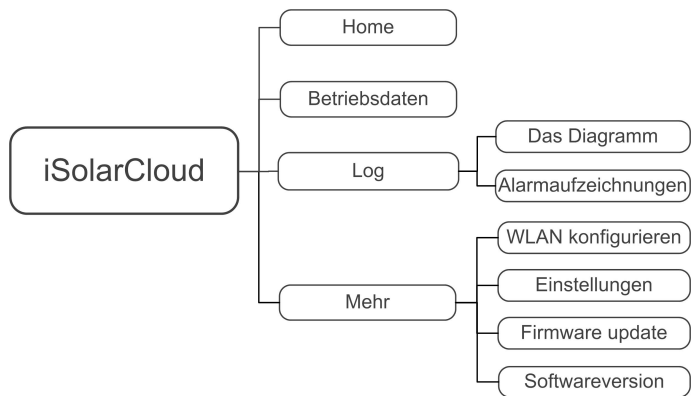 iSolarCloud
Home
Betriebsdaten
Log
Das Diagramm
Alarmaufzeichnungen
Mehr
WLAN konfigurieren
Einstellungen
Firmware update
Softwareversion